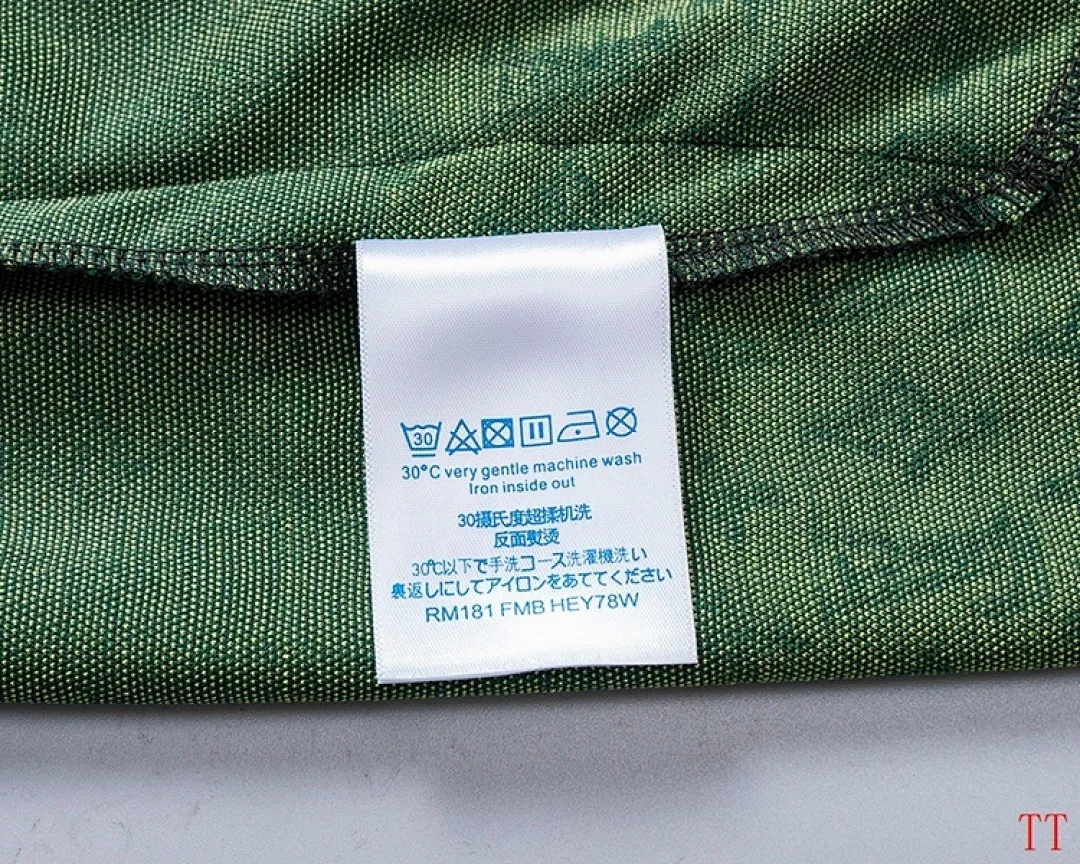 30
30°C very gentle machine wash
Iron inside out
30摄氏度超揉机洗
反面熨烫
30℃以下で手洗コース洗濯機洗い
裏返しにしてアイロンをあててください
RM181 FMB HEY78W
TT